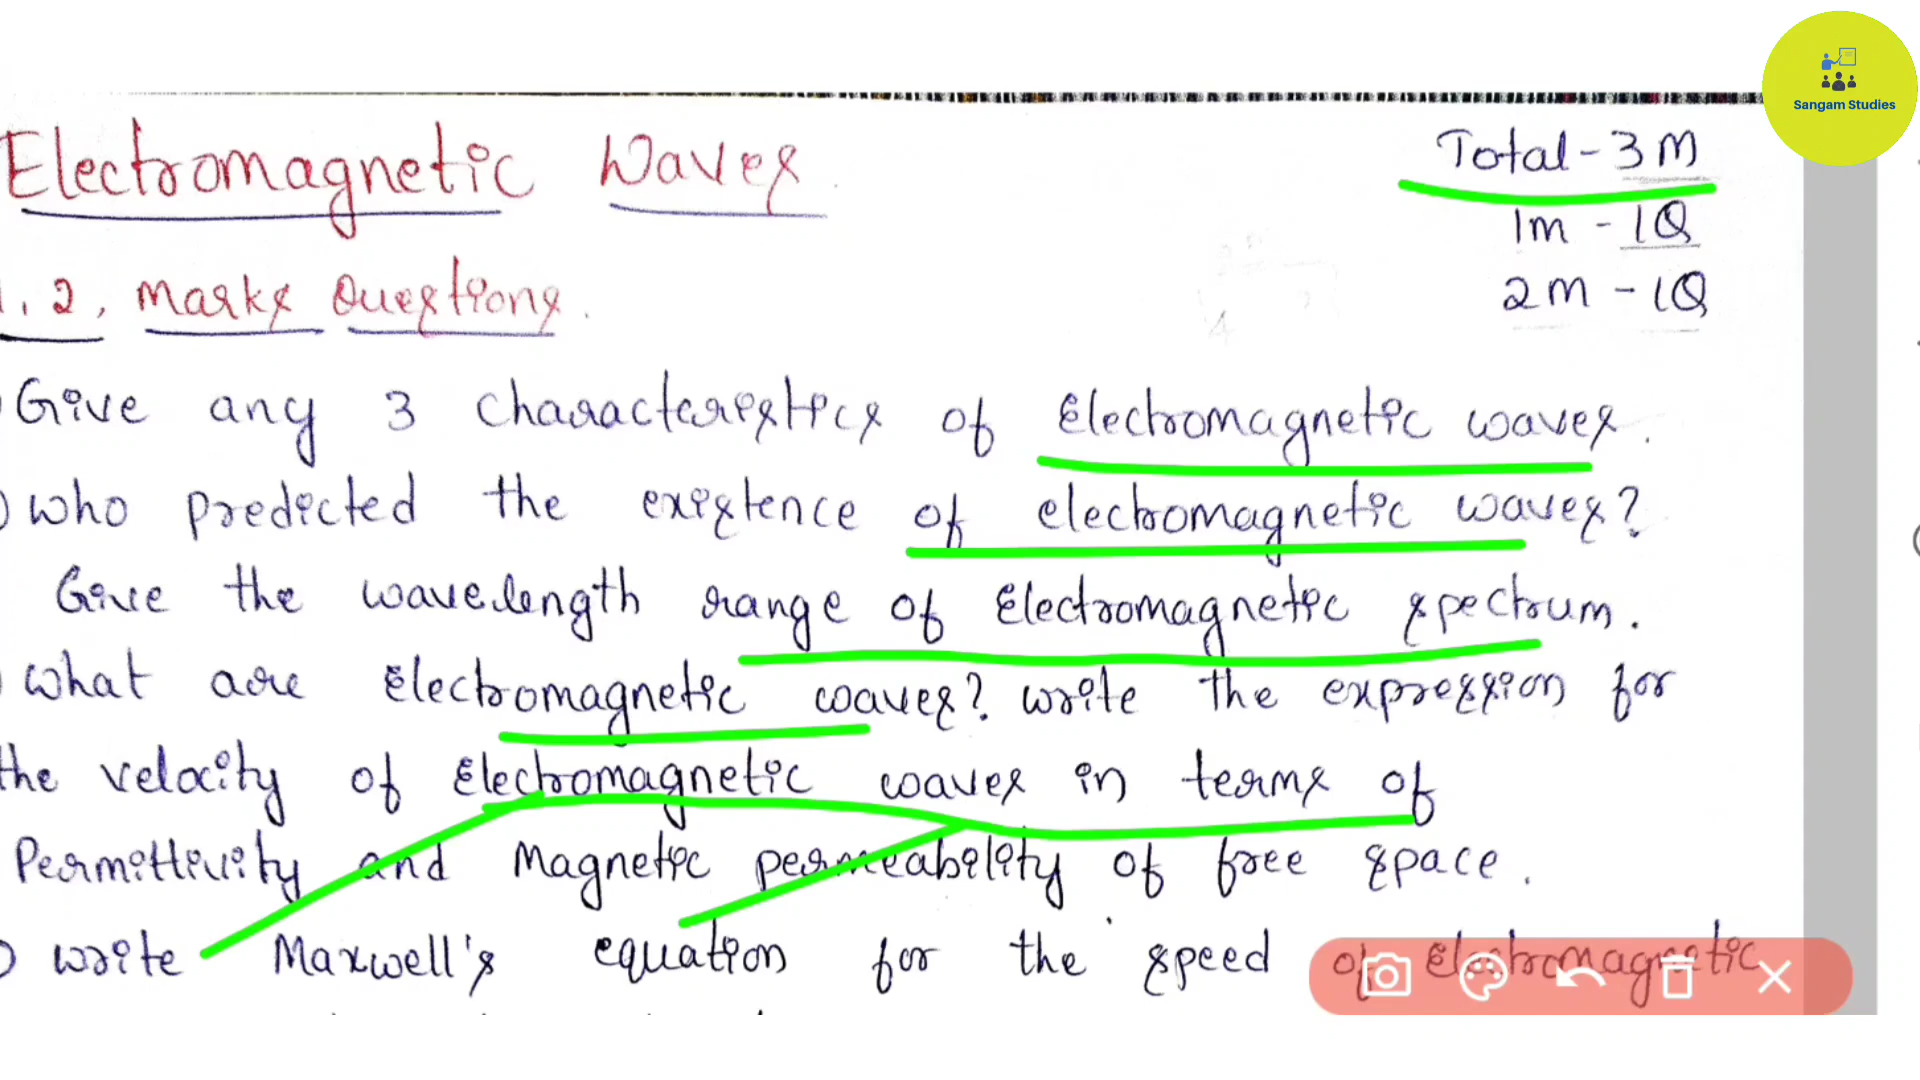 Sangam Studies
Electromagnetic Waves
Total - 3M
1m - 1Q
2m - 1Q
1, 2, Marks Questions.
) Give any 3 Characteristics of Electromagnetic waves.
) Who predicted the existence of electromagnetic waves?
Give the wavelength range of Electromagnetic spectrum.
) What are Electromagnetic waves? Write the expression for
the velocity of Electromagnetic waves in terms of
Permittivity and Magnetic permeability of free space.
) Write Maxwell's equation for the speed of Electromagnetic